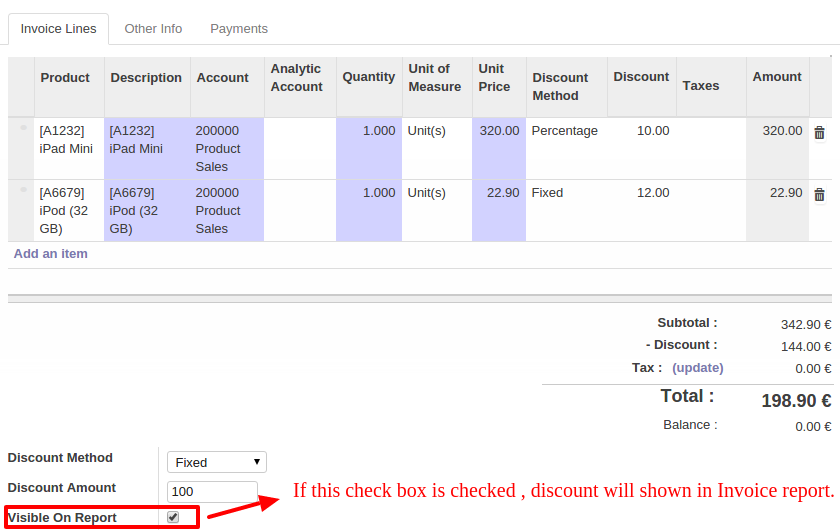 Invoice Lines Other Info Payments
Product Description Account Analytic Account Quantity Unit of Measure Unit Price Discount Method Discount Taxes Amount
[A1232] iPad Mini [A1232] iPad Mini 200000 Product Sales 1.000 Unit(s) 320.00 Percentage 10.00 320.00
[A6679] iPod (32 GB) [A6679] iPod (32 GB) 200000 Product Sales 1.000 Unit(s) 22.90 Fixed 12.00 22.90
Add an item
Subtotal : 342.90 €
- Discount : 144.00 €
Tax : (update) 0.00 €
Total : 198.90 €
Balance : 0.00 €
Discount Method Fixed
Discount Amount 100
Visible On Report
If this check box is checked , discount will shown in Invoice report.